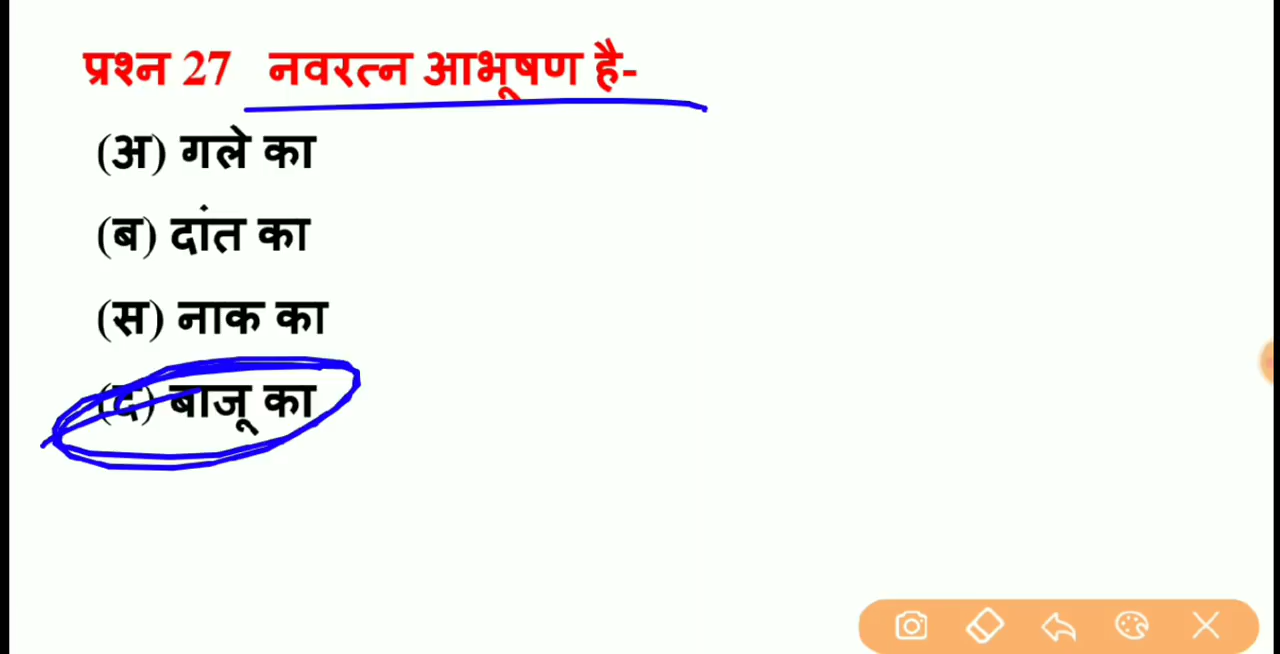 प्रश्न 27 नवरत्न आभूषण है-
(अ) गले का
(ब) दांत का
(स) नाक का
(द) बाजू का